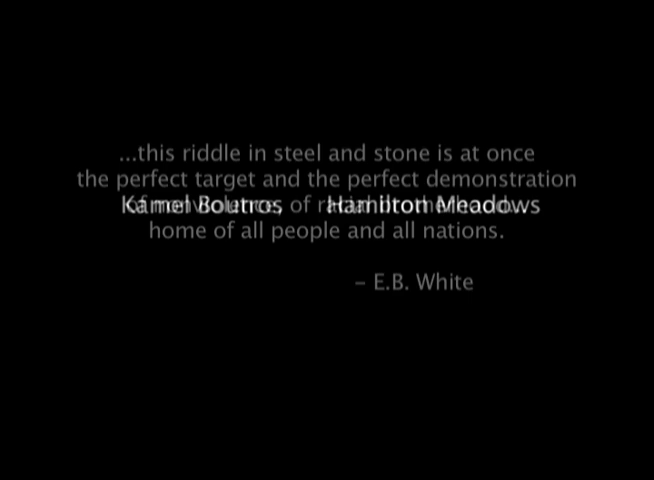 ...this riddle in steel and stone is at once
the perfect target and the perfect demonstration
Kamel Boutros Hamilton Meadows
of
home of all people and all nations.
– E.B. White